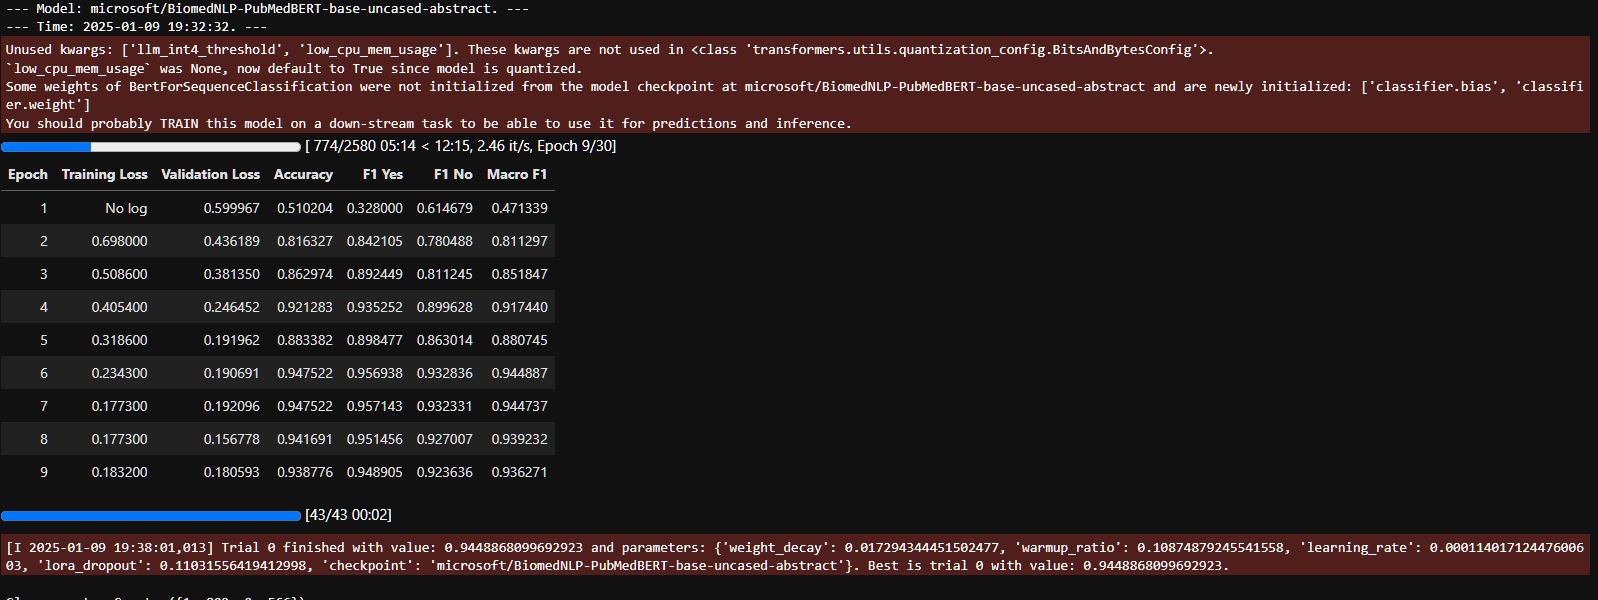 --- Model: microsoft/BiomedNLP-PubMedBERT-base-uncased-abstract. ---
--- Time: 2025-01-09 19:32:32. ---
Unused kwargs: ['llm_int4_threshold', 'low_cpu_mem_usage']. These kwargs are not used in <class 'transformers.utils.quantization_config.BitsAndBytesConfig'>.
`low_cpu_mem_usage` was None, now default to True since model is quantized.
Some weights of BertForSequenceClassification were not initialized from the model checkpoint at microsoft/BiomedNLP-PubMedBERT-base-uncased-abstract and are newly initialized: ['classifier.bias', 'classifi
er.weight']
You should probably TRAIN this model on a down-stream task to be able to use it for predictions and inference.
[ 774/2580 05:14 < 12:15, 2.46 it/s, Epoch 9/30]
Epoch Training Loss Validation Loss Accuracy F1 Yes F1 No Macro F1
1 No log 0.599967 0.510204 0.328000 0.614679 0.471339
2 0.698000 0.436189 0.816327 0.842105 0.780488 0.811297
3 0.508600 0.381350 0.862974 0.892449 0.811245 0.851847
4 0.405400 0.246452 0.921283 0.935252 0.899628 0.917440
5 0.318600 0.191962 0.883382 0.898477 0.863014 0.880745
6 0.234300 0.190691 0.947522 0.956938 0.932836 0.944887
7 0.177300 0.192096 0.947522 0.957143 0.932331 0.944737
8 0.177300 0.156778 0.941691 0.951456 0.927007 0.939232
9 0.183200 0.180593 0.938776 0.948905 0.923636 0.936271
[43/43 00:02]
[I 2025-01-09 19:38:01,013] Trial 0 finished with value: 0.9448868099692923 and parameters: {'weight_decay': 0.017294344451502477, 'warmup_ratio': 0.10874879245541558, 'learning_rate': 0.0001140171244760060
03, 'lora_dropout': 0.11031556419412998, 'checkpoint': 'microsoft/BiomedNLP-PubMedBERT-base-uncased-abstract'}. Best is trial 0 with value: 0.9448868099692923.